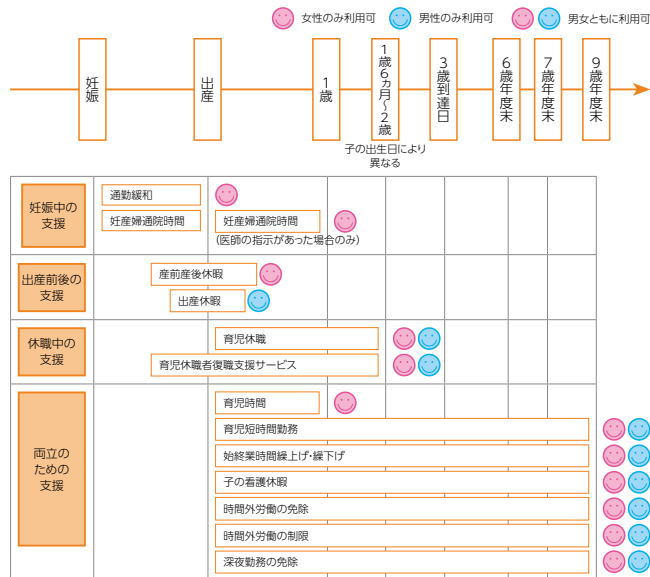 女性のみ利用可 男性のみ利用可 男女ともに利用可
妊娠
出産
1歳
1歳6ヵ月~2歳
3歳到達日
6歳年度末
7歳年度末
9歳年度末
子の出生日により
異なる
妊娠中の
支援
通勤緩和
妊産婦通院時間 妊産婦通院時間
(医師の指示があった場合のみ)
出産前後の
支援
産前産後休暇
出産休暇
休職中の
支援
育児休職
育児休職者復職支援サービス
両立の
ための
支援
育児時間
育児短時間勤務
始終業時間繰上げ・繰下げ
子の看護休暇
時間外労働の免除
時間外労働の制限
深夜勤務の免除